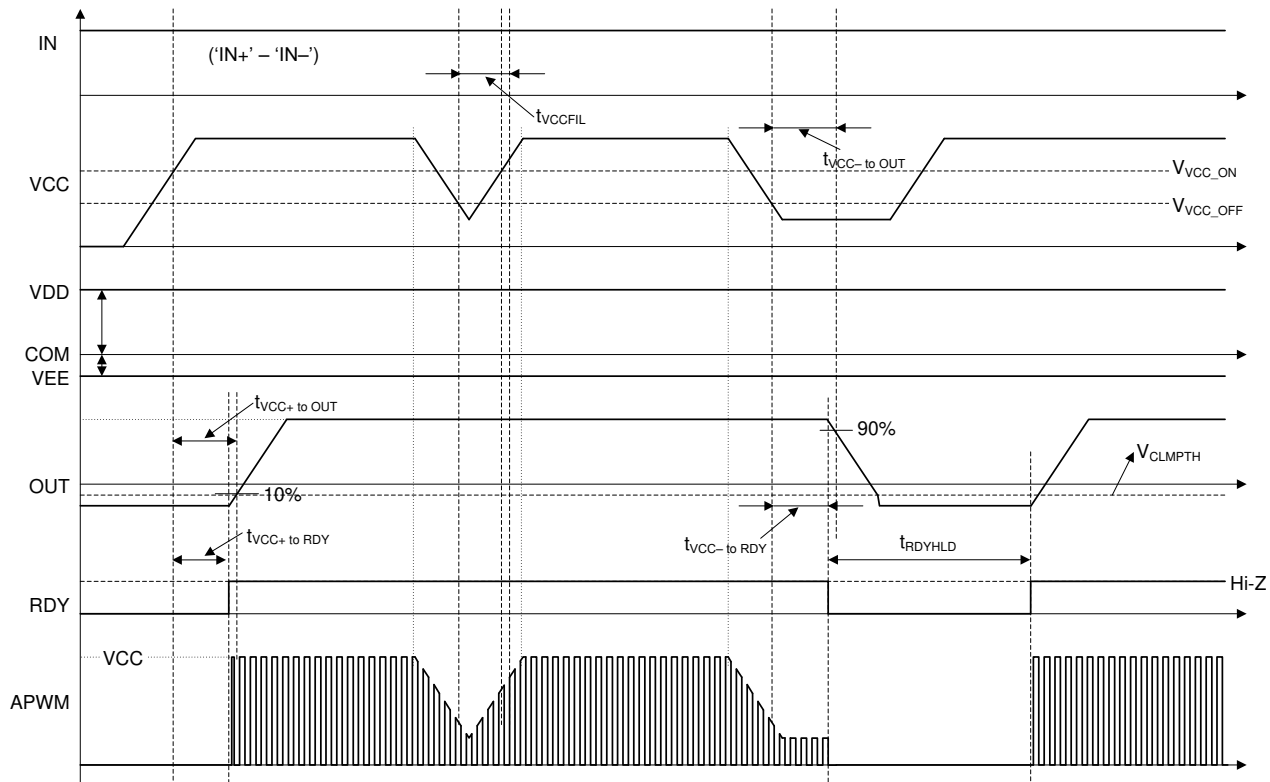 IN
('IN+' – 'IN–')
tVCCFIL
tVCC– to OUT
VCC
VVCC_ON
VVCC_OFF
VDD
COM
VEE
tVCC+ to OUT
90%
VCLMPTH
OUT
10%
tVCC+ to RDY
tVCC– to RDY
tRDYHLD
Hi-Z
RDY
VCC
APWM